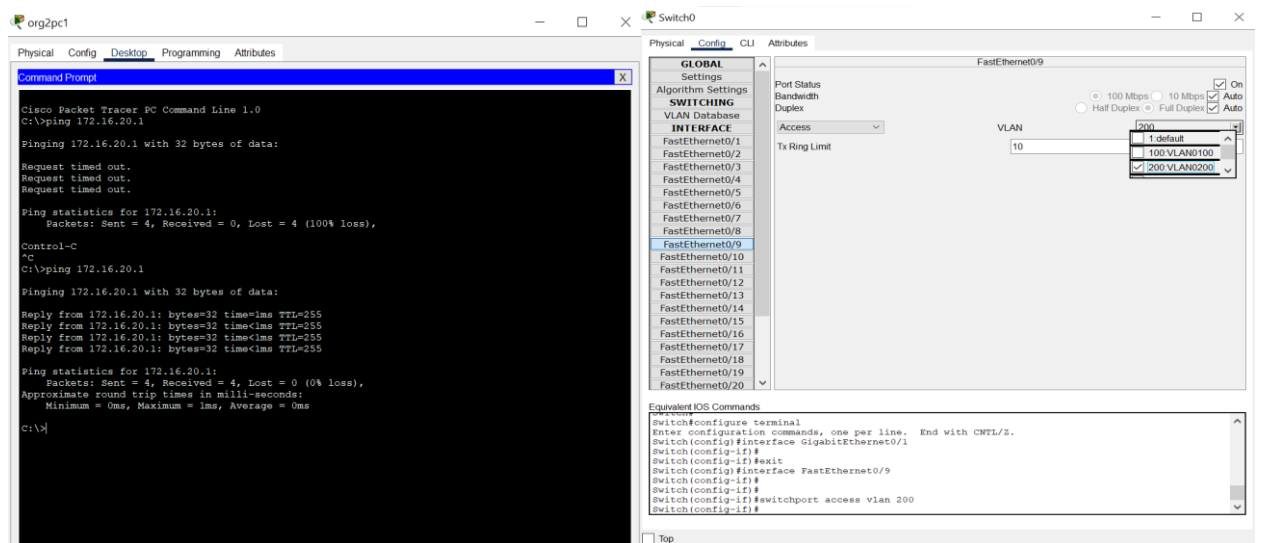 org2pc1
Physical Config Desktop Programming Attributes
Command Prompt X
Cisco Packet Tracer PC Command Line 1.0
C:\>ping 172.16.20.1
Pinging 172.16.20.1 with 32 bytes of data:
Request timed out.
Request timed out.
Request timed out.
Ping statistics for 172.16.20.1:
Packets: Sent = 4, Received = 0, Lost = 4 (100% loss),
Control-C
^C
C:\>ping 172.16.20.1
Pinging 172.16.20.1 with 32 bytes of data:
Reply from 172.16.20.1: bytes=32 time=1ms TTL=255
Reply from 172.16.20.1: bytes=32 time<1ms TTL=255
Reply from 172.16.20.1: bytes=32 time<1ms TTL=255
Reply from 172.16.20.1: bytes=32 time<1ms TTL=255
Ping statistics for 172.16.20.1:
Packets: Sent = 4, Received = 4, Lost = 0 (0% loss),
Approximate round trip times in milli-seconds:
Minimum = 0ms, Maximum = 1ms, Average = 0ms
C:\>
Switch0
Physical Config CLI Attributes
GLOBAL
Settings
Algorithm Settings
SWITCHING
VLAN Database
INTERFACE
FastEthernet0/1
FastEthernet0/2
FastEthernet0/3
FastEthernet0/4
FastEthernet0/5
FastEthernet0/6
FastEthernet0/7
FastEthernet0/8
FastEthernet0/9
FastEthernet0/10
FastEthernet0/11
FastEthernet0/12
FastEthernet0/13
FastEthernet0/14
FastEthernet0/15
FastEthernet0/16
FastEthernet0/17
FastEthernet0/18
FastEthernet0/19
FastEthernet0/20
FastEthernet0/9
Port Status On
Bandwidth 100 Mbps 10 Mbps Auto
Duplex Half Duplex Full Duplex Auto
Access VLAN 200
1:default
100:VLAN0100
200:VLAN0200
Tx Ring Limit 10
Equivalent IOS Commands
Switch#
Switch#configure terminal
Enter configuration commands, one per line. End with CNTL/Z.
Switch(config)#interface GigabitEthernet0/1
Switch(config-if)#
Switch(config-if)#exit
Switch(config)#interface FastEthernet0/9
Switch(config-if)#
Switch(config-if)#
Switch(config-if)#switchport access vlan 200
Switch(config-if)#
Top